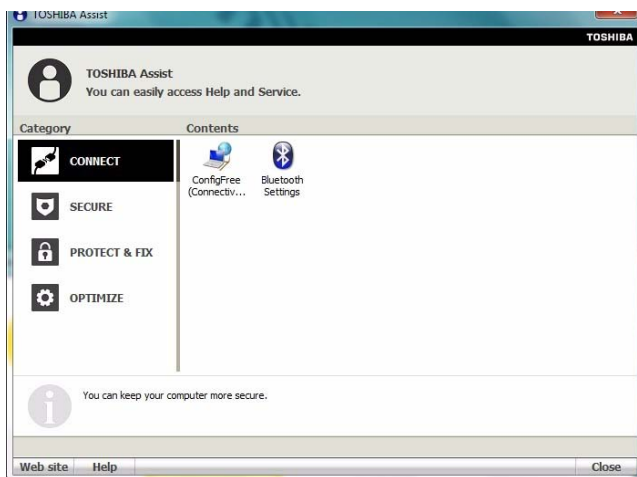 TOSHIBA Assist
TOSHIBA
TOSHIBA Assist
You can easily access Help and Service.
Category
Contents
CONNECT
ConfigFree
(Connectiv...
Bluetooth
Settings
SECURE
PROTECT & FIX
OPTIMIZE
You can keep your computer more secure.
Web site
Help
Close